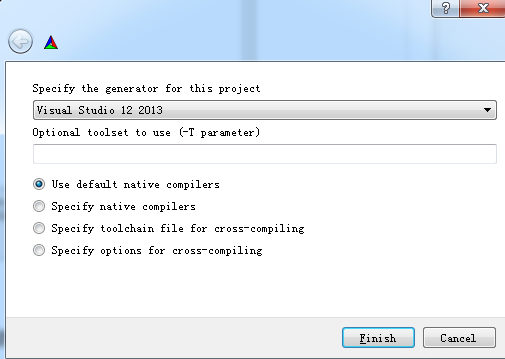 ?
Specify the generator for this project
Visual Studio 12 2013
Optional toolset to use (-T parameter)
Use default native compilers
Specify native compilers
Specify toolchain file for cross-compiling
Specify options for cross-compiling
Finish
Cancel